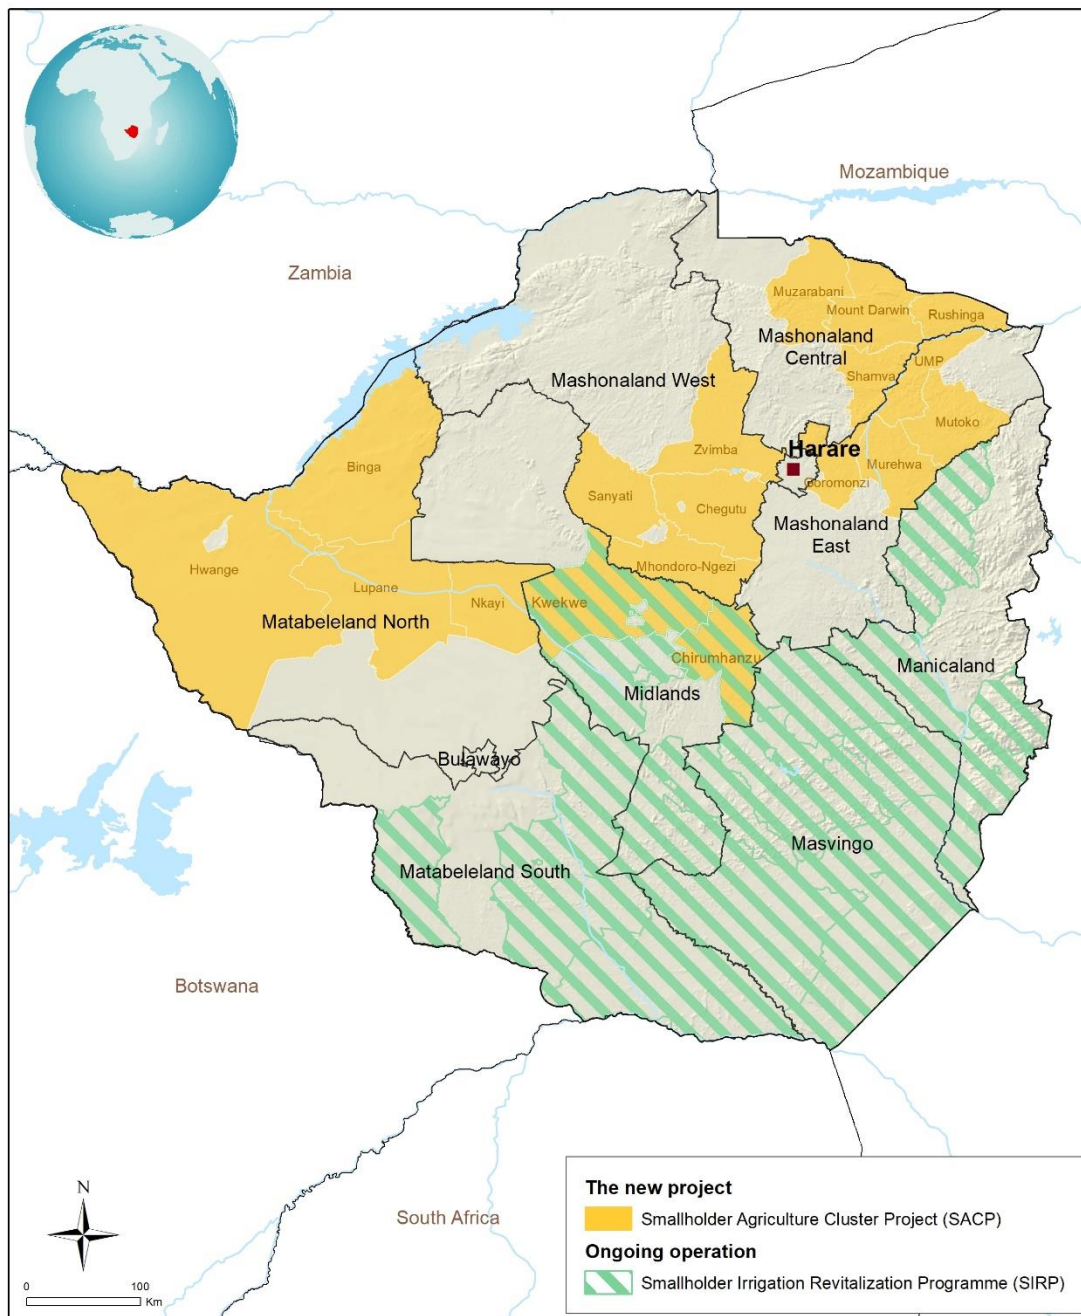 Mozambique
Zambia
Muzarabani
Mount Darwin
Rushinga
Mashonaland
Central
UMP
Shamva
Mashonaland West
Mutoko
Zvimba
Harare
Murehwa
Binga
Goromonzi
Sanyati
Chegutu
Mashonaland
East
Hwange
Mhondoro-Ngezi
Lupane
Nkayi
Kwekwe
Matabeleland North
Chirumhanzu
Manicaland
Midlands
Bulawayo
Masvingo
Matabeleland South
Botswana
South Africa
N
0 100
Km
The new project
Smallholder Agriculture Cluster Project (SACP)
Ongoing operation
Smallholder Irrigation Revitalization Programme (SIRP)